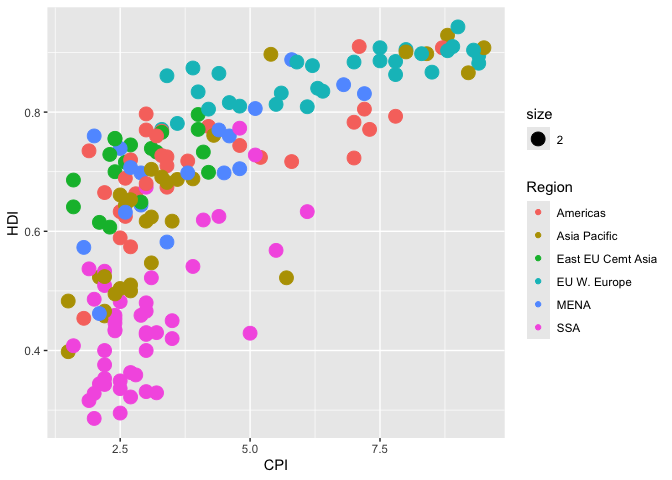 HDI
0.8
0.6
0.4
2.5
5.0
7.5
CPI
size
2
Region
Americas
Asia Pacific
East EU Cemt Asia
EU W. Europe
MENA
SSA